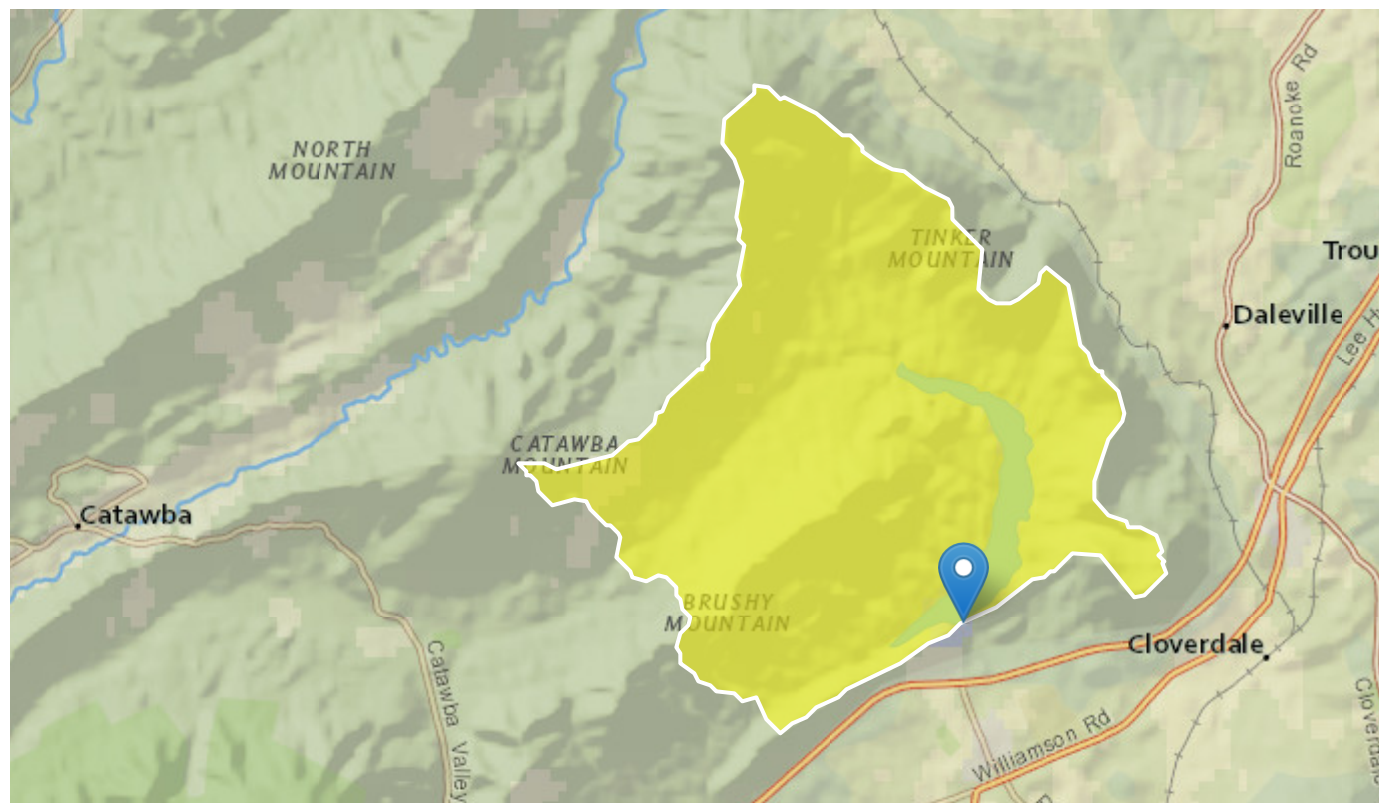 Roanoke Rd
NORTH
MOUNTAIN
TINKER
MOUNTAIN
Trou
Daleville
Lee H
CATAWBA
MOUNTAIN
Catawba
BRUSHY
MOUNTAIN
Cloverdale
Catawba Valley
Williamson Rd
Cloverdale